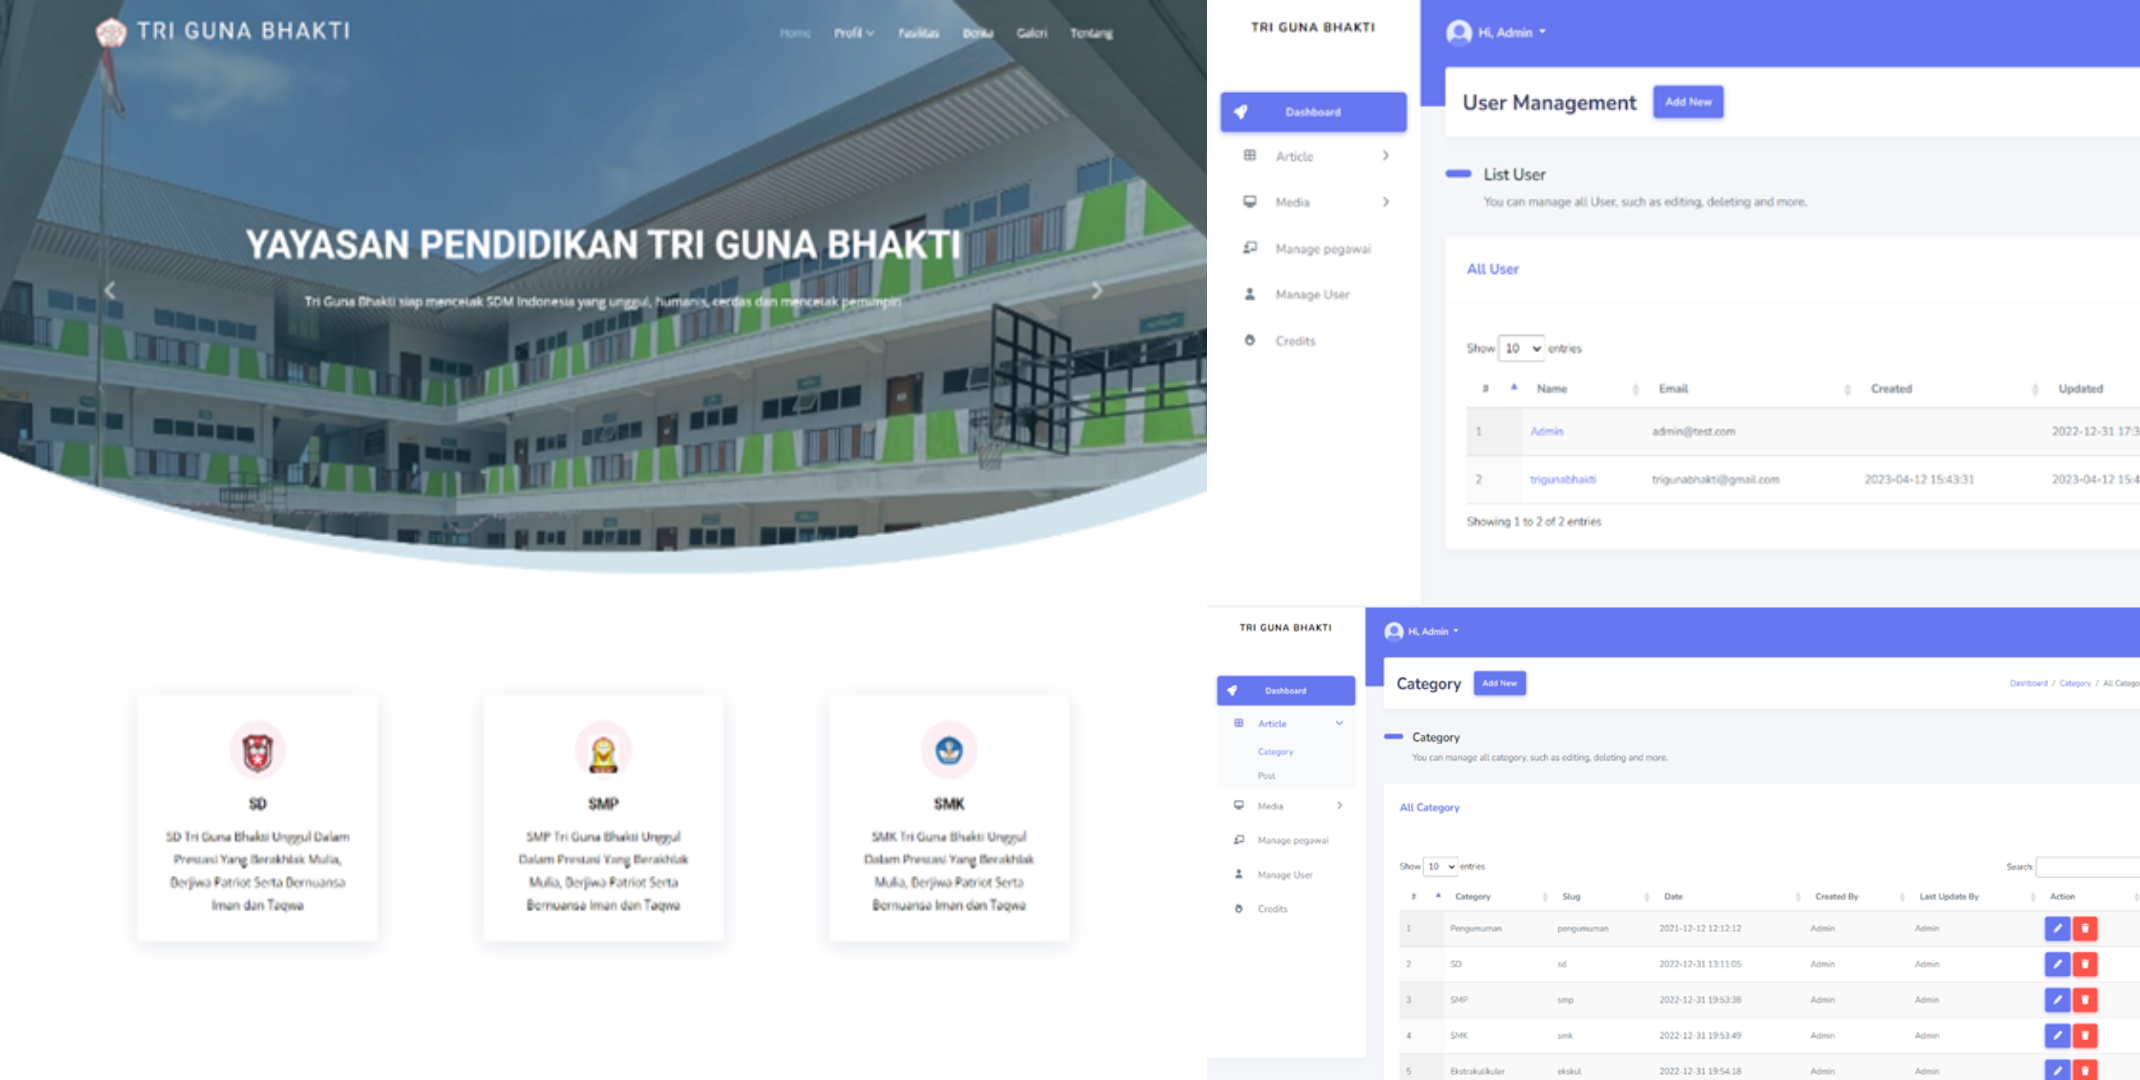 TRI GUNA BHAKTI
Home Profil Fasilitas Berita Galeri Tentang
YAYASAN PENDIDIKAN TRI GUNA BHAKTI
Tri Guna Bhakti siap mencetak SDM Indonesia yang unggul, humanis, cerdas dan mencetak pemimpin
SD
SD Tri Guna Bhakti Unggul Dalam
Prestasi Yang Berakhlak Mulia,
Berjiwa Patriot Serta Bernuansa
Iman dan Taqwa
SMP
SMP Tri Guna Bhakti Unggul
Dalam Prestasi Yang Berakhlak
Mulia, Berjiwa Patriot Serta
Bernuansa Iman dan Taqwa
SMK
SMK Tri Guna Bhakti Unggul
Dalam Prestasi Yang Berakhlak
Mulia, Berjiwa Patriot Serta
Bernuansa Iman dan Taqwa
TRI GUNA BHAKTI
Dashboard
Article
Media
Manage pegawai
Manage User
Credits
Hi, Admin
User Management Add New
List User
You can manage all User, such as editing, deleting and more.
All User
Show 10 entries
# Name Email Created Updated
1 Admin admin@test.com 2022-12-31 17:3
2 trigunabhakti trigunabhakti@gmail.com 2023-04-12 15:43:31 2023-04-12 15:4
Showing 1 to 2 of 2 entries
TRI GUNA BHAKTI
Dashboard
Article
Category
Post
Media
Manage pegawai
Manage User
Credits
Hi, Admin
Category Add New
Dashboard / Category / All Catego
Category
You can manage all category, such as editing, deleting and more.
All Category
Show 10 entries
Search:
# Category Slug Date Created By Last Update By Action
1 Pengumuman pengumuman 2021-12-12 12:12:12 Admin Admin
2 SD sd 2022-12-31 13:11:05 Admin Admin
3 SMP smp 2022-12-31 19:53:38 Admin Admin
4 SMK smk 2022-12-31 19:53:49 Admin Admin
5 Ekstrakulikuler ekskul 2022-12-31 19:54:18 Admin Admin